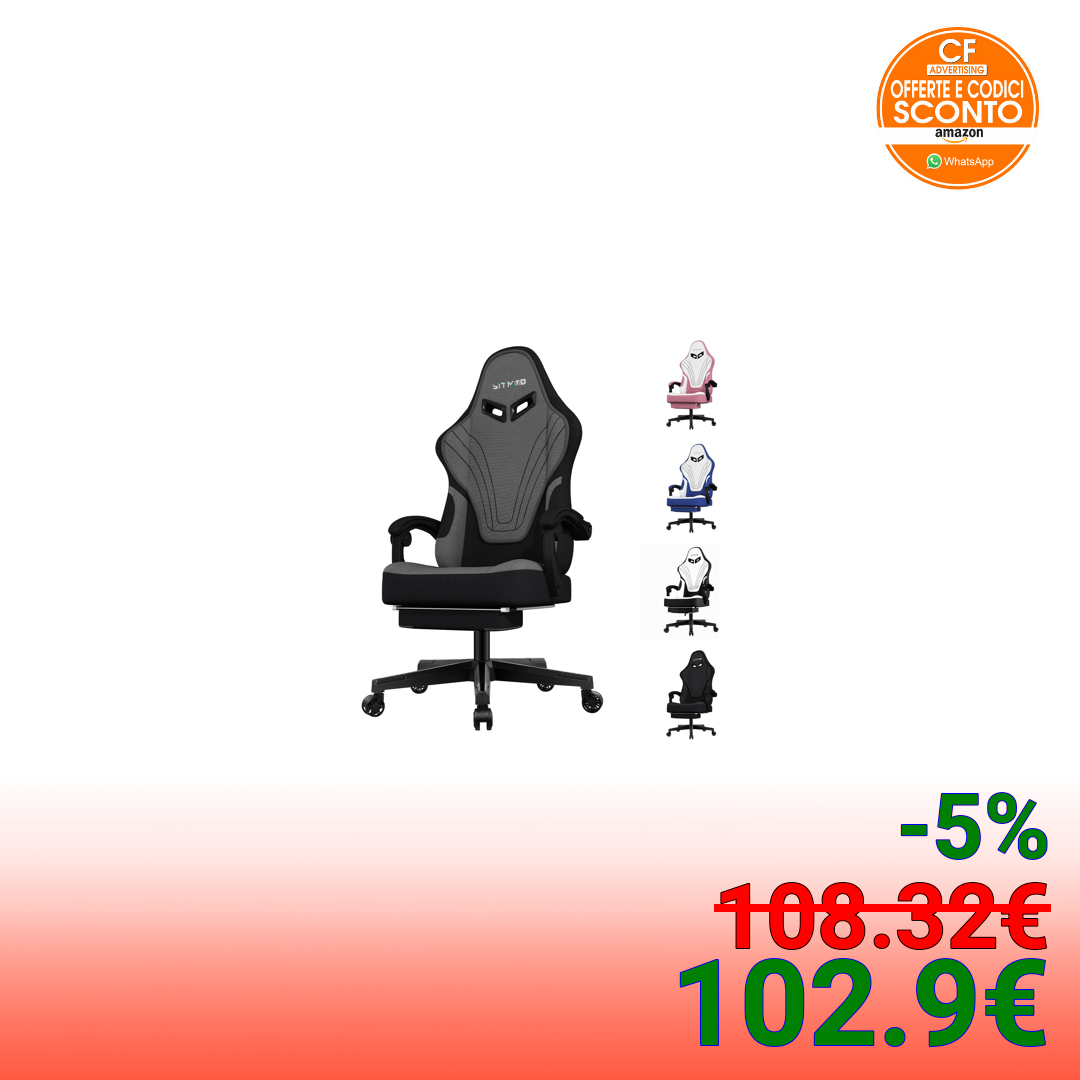 CF
ADVERTISING
OFFERTE E CODICI
SCONTO
amazon
WhatsApp
-5%
108.32€
102.9€